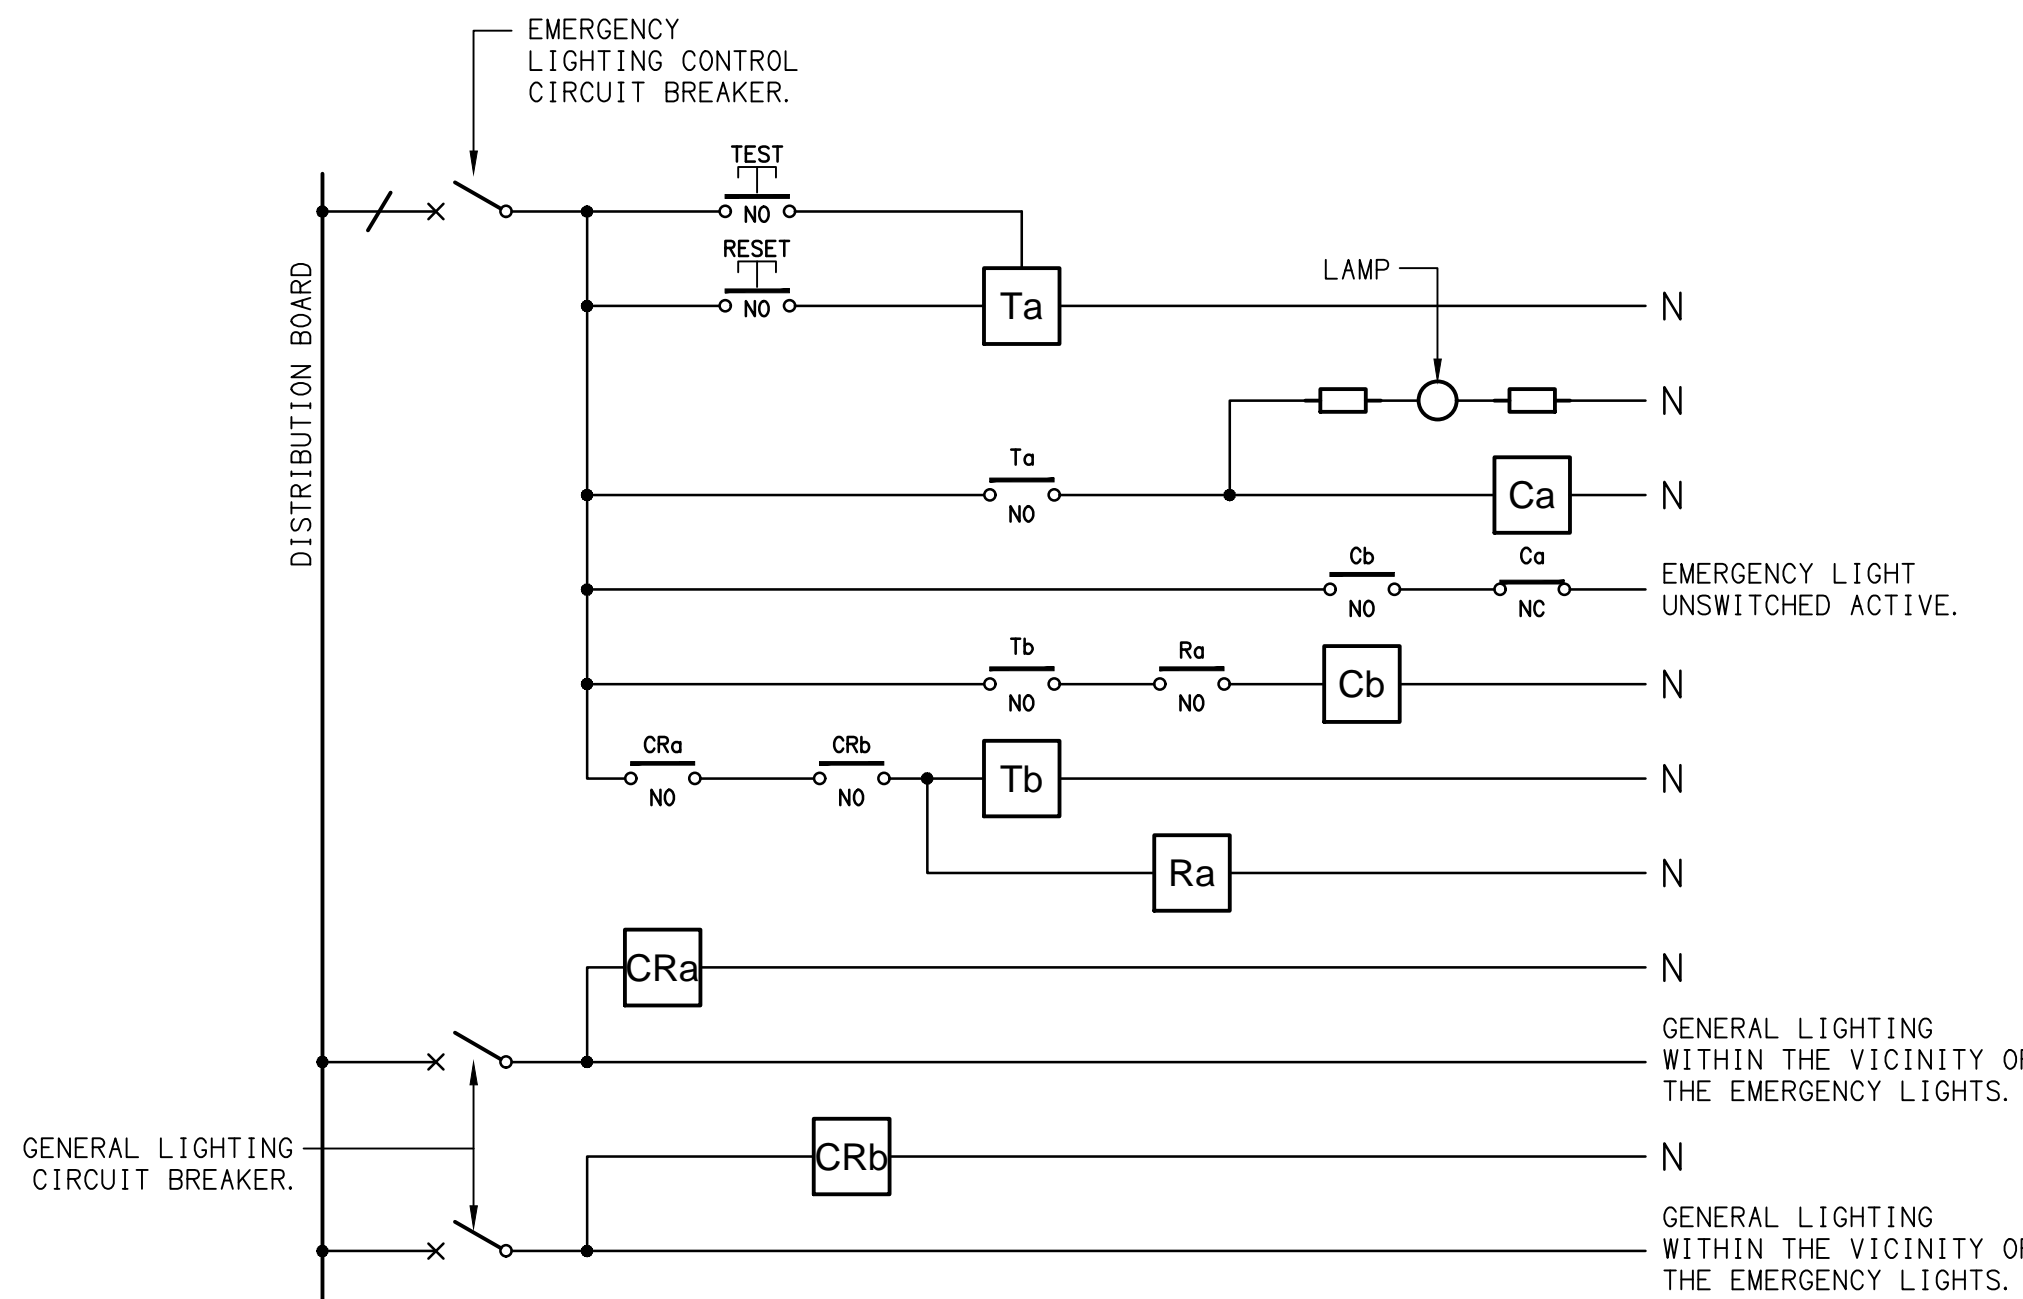 EMERGENCY
LIGHTING CONTROL
CIRCUIT BREAKER.
TEST
NO
RESET
NO
DISTRIBUTION BOARD
Ta
N
LAMP
N
Ta
NO
Ca
N
Cb
NO
Ca
NC
EMERGENCY LIGHT
UNSWITCHED ACTIVE.
Tb
NO
Ra
NO
Cb
N
CRa
NO
CRb
NO
Tb
N
Ra
N
CRa
N
GENERAL LIGHTING
WITHIN THE VICINITY OF
THE EMERGENCY LIGHTS.
GENERAL LIGHTING
CIRCUIT BREAKER.
CRb
N
GENERAL LIGHTING
WITHIN THE VICINITY OF
THE EMERGENCY LIGHTS.